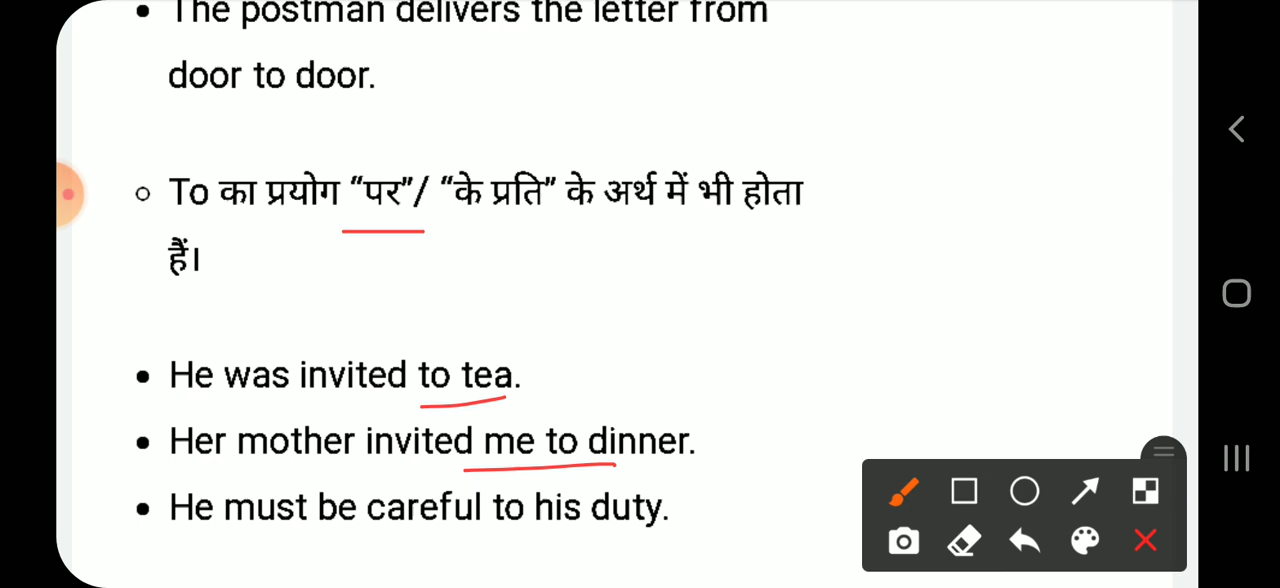 The postman delivers the letter from
door to door.
To का प्रयोग “पर”/ “के प्रति” के अर्थ में भी होता
हैं।
He was invited to tea.
Her mother invited me to dinner.
He must be careful to his duty.